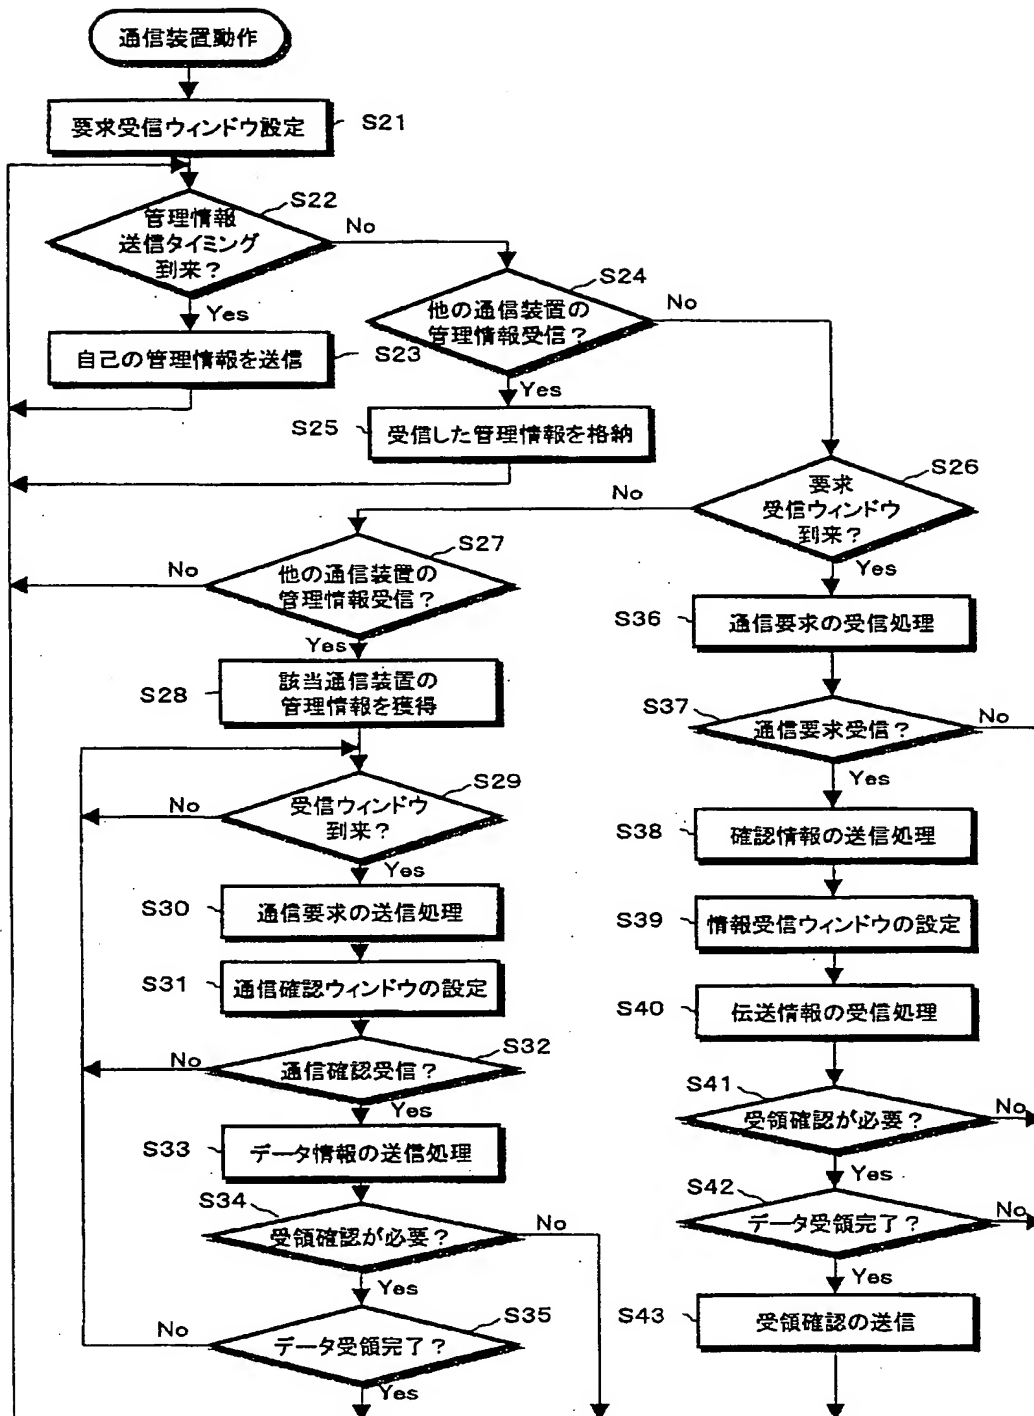 通信装置動作
要求受信ウィンドウ設定
S21
管理情報
送信タイミング
到来？
S22
No
Yes
自己の管理情報を送信
S23
他の通信装置の
管理情報受信？
S24
No
Yes
S25
受信した管理情報を格納
要求
受信ウィンドウ
到来？
S26
No
Yes
他の通信装置の
管理情報受信？
S27
No
Yes
S28
該当通信装置の
管理情報を獲得
受信ウィンドウ
到来？
S29
No
Yes
S30
通信要求の送信処理
S31
通信確認ウィンドウの設定
通信確認受信？
S32
No
Yes
S33
データ情報の送信処理
S34
受領確認が必要？
No
Yes
データ受領完了？
S35
No
Yes
S36
通信要求の受信処理
S37
通信要求受信？
No
Yes
S38
確認情報の送信処理
S39
情報受信ウィンドウの設定
S40
伝送情報の受信処理
S41
受領確認が必要？
No
Yes
S42
データ受領完了？
No
Yes
S43
受領確認の送信